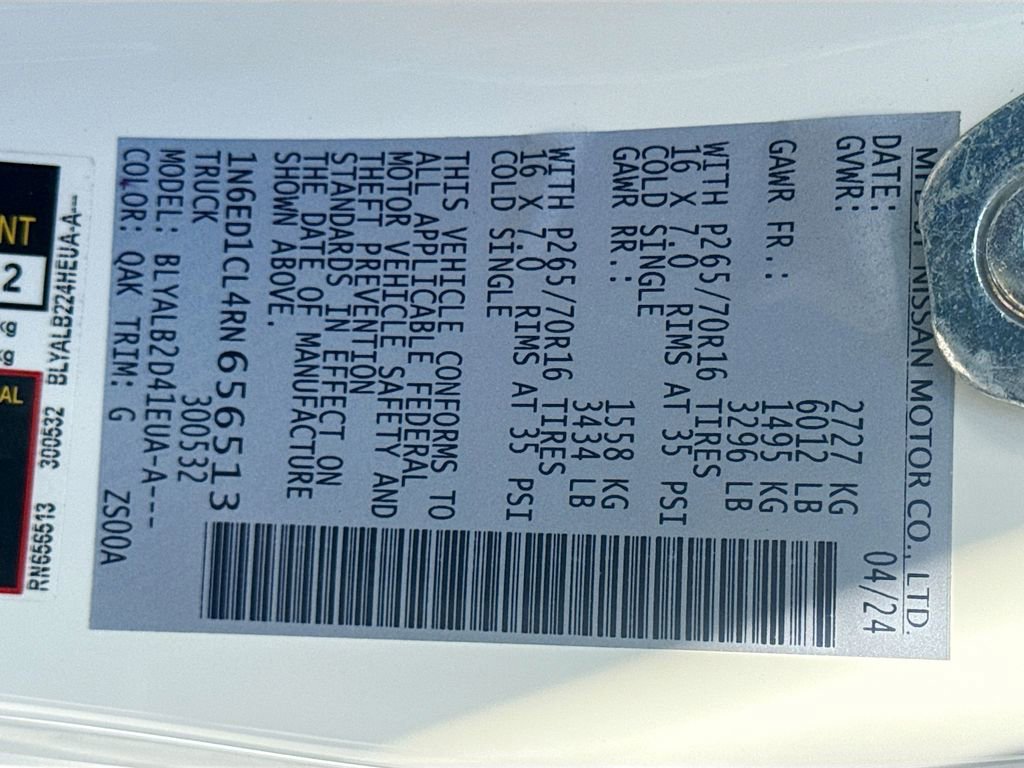 MFD BY NISSAN MOTOR CO., LTD.
DATE: 04/24
GVWR: 2727 KG
6012 LB
GAWR FR.: 1495 KG
3296 LB
WITH P265/70R16 TIRES
16 X 7.0 RIMS AT 35 PSI
COLD SINGLE
GAWR RR.: 1558 KG
3434 LB
WITH P265/70R16 TIRES
16 X 7.0 RIMS AT 35 PSI
COLD SINGLE
THIS VEHICLE CONFORMS TO
ALL APPLICABLE FEDERAL
MOTOR VEHICLE SAFETY AND
THEFT PREVENTION
STANDARDS IN EFFECT ON
THE DATE OF MANUFACTURE
SHOWN ABOVE.
1N6ED1CL4RN656513
TRUCK 300532
MODEL: BLYALB2D41EUA-A---
COLOR: QAK TRIM: G ZS00A
NT
2
kg
kg
AL
BLYALB224HEUA-A---
RN656513 300532